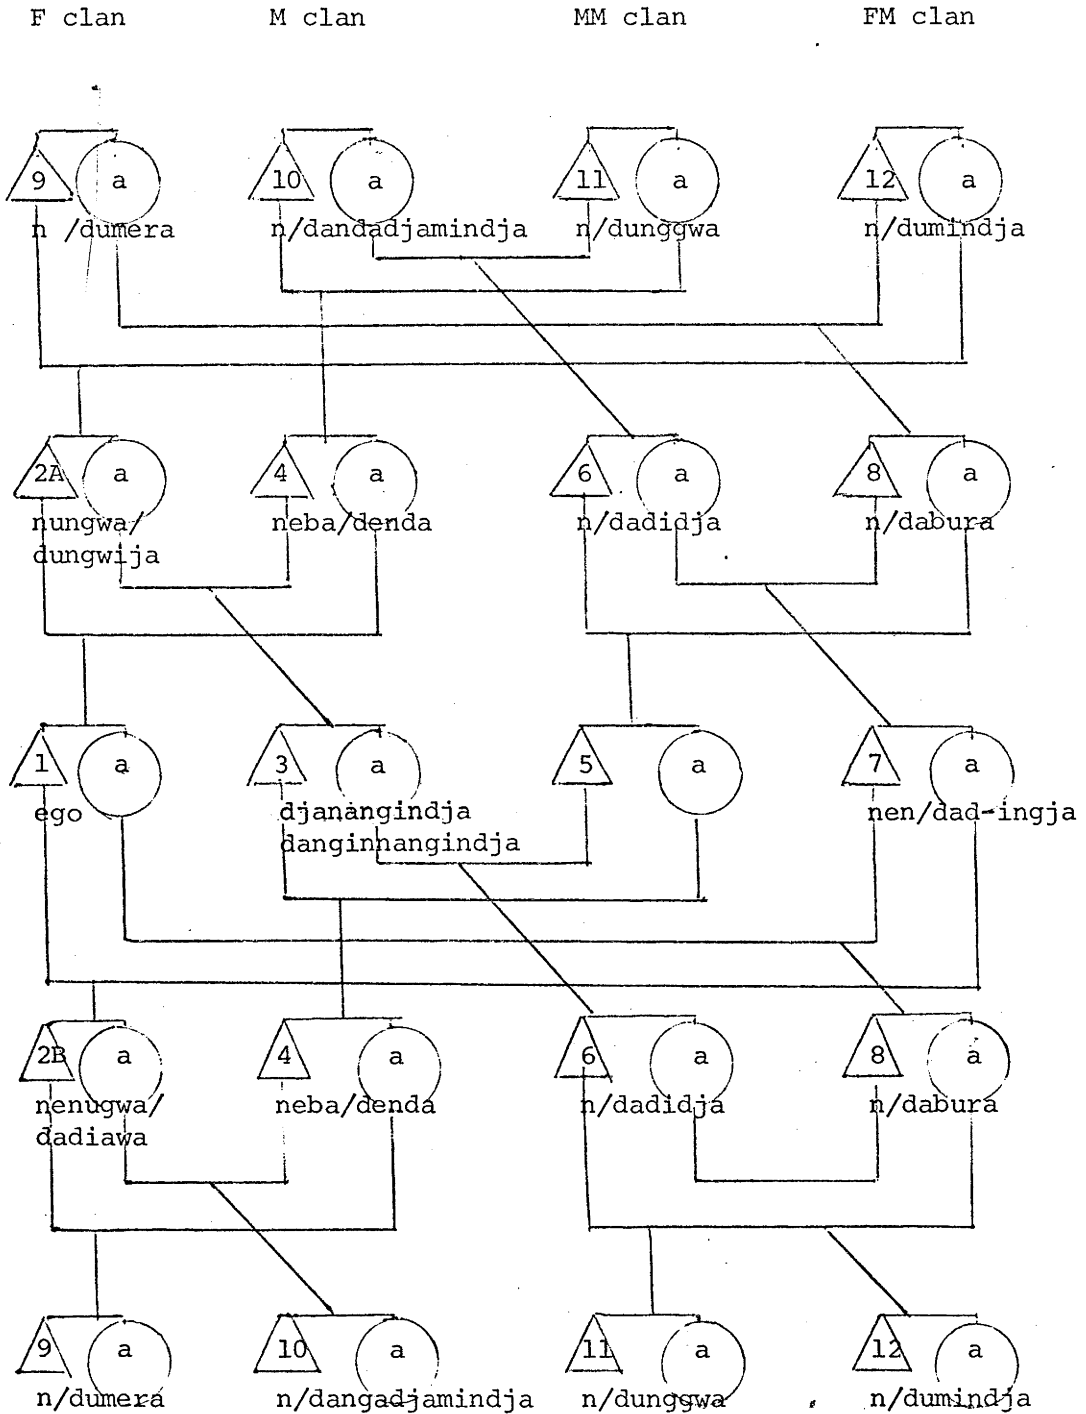 F clan M clan MM clan FM clan
9 a 10 a 11 a 12 a
n /dumera n/dandadjamindja n/dunggwa n/dumindja
2A a 4 a 6 a 8 a
nungwa/ neba/denda n/dadidja n/dabura
dungwija
1 a 3 a 5 a 7 a
ego djanangindja nen/dad-ingja
danginnangindja
2B a 4 a 6 a 8 a
nenugwa/ neba/denda n/dadidja n/dabura
dadiawa
9 a 10 a 11 a 12 a
n/dumera n/dangadjamindja n/dunggwa n/dumindja